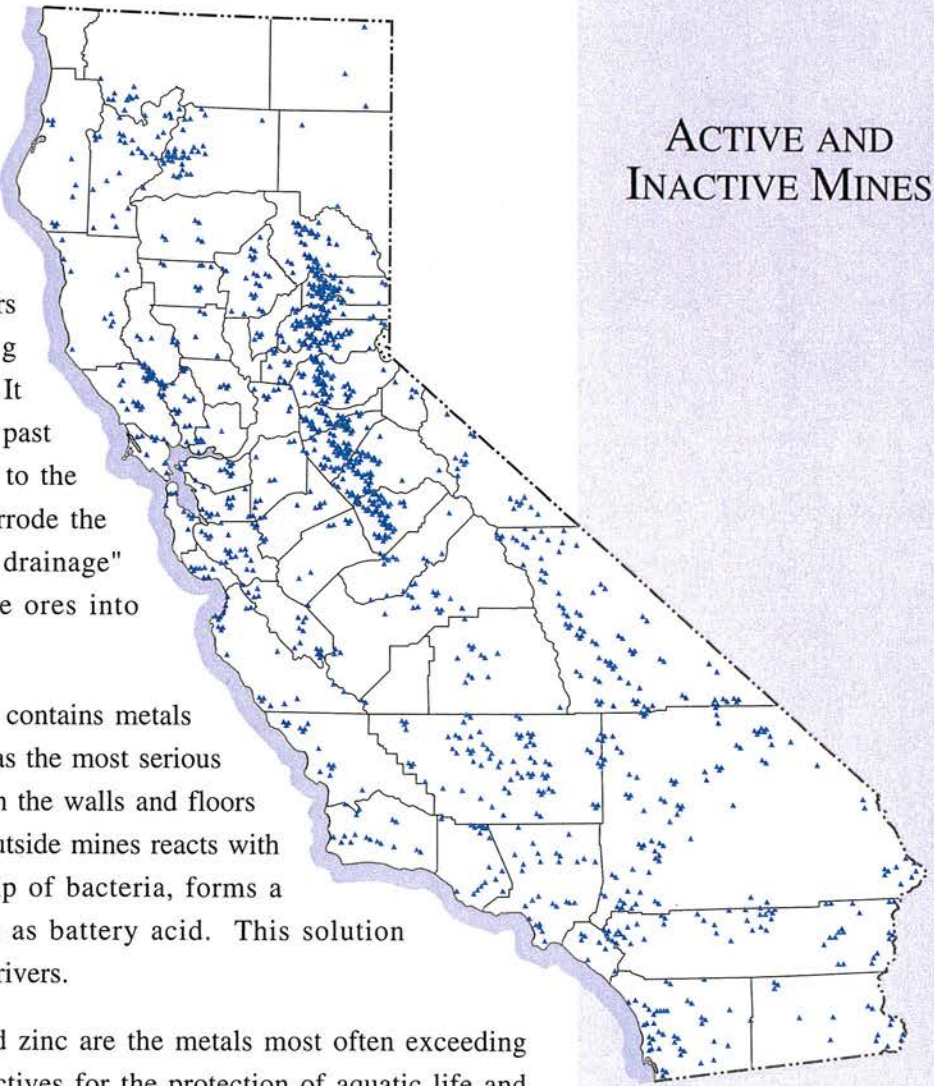 ACTIVE AND
INACTIVE MINES
rs
g
It
past
to the
rrode the
drainage"
e ores into
contains metals
as the most serious
n the walls and floors
utside mines reacts with
lp of bacteria, forms a
as battery acid. This solution
rivers.
d zinc are the metals most often exceeding
ctives for the protection of aquatic life and